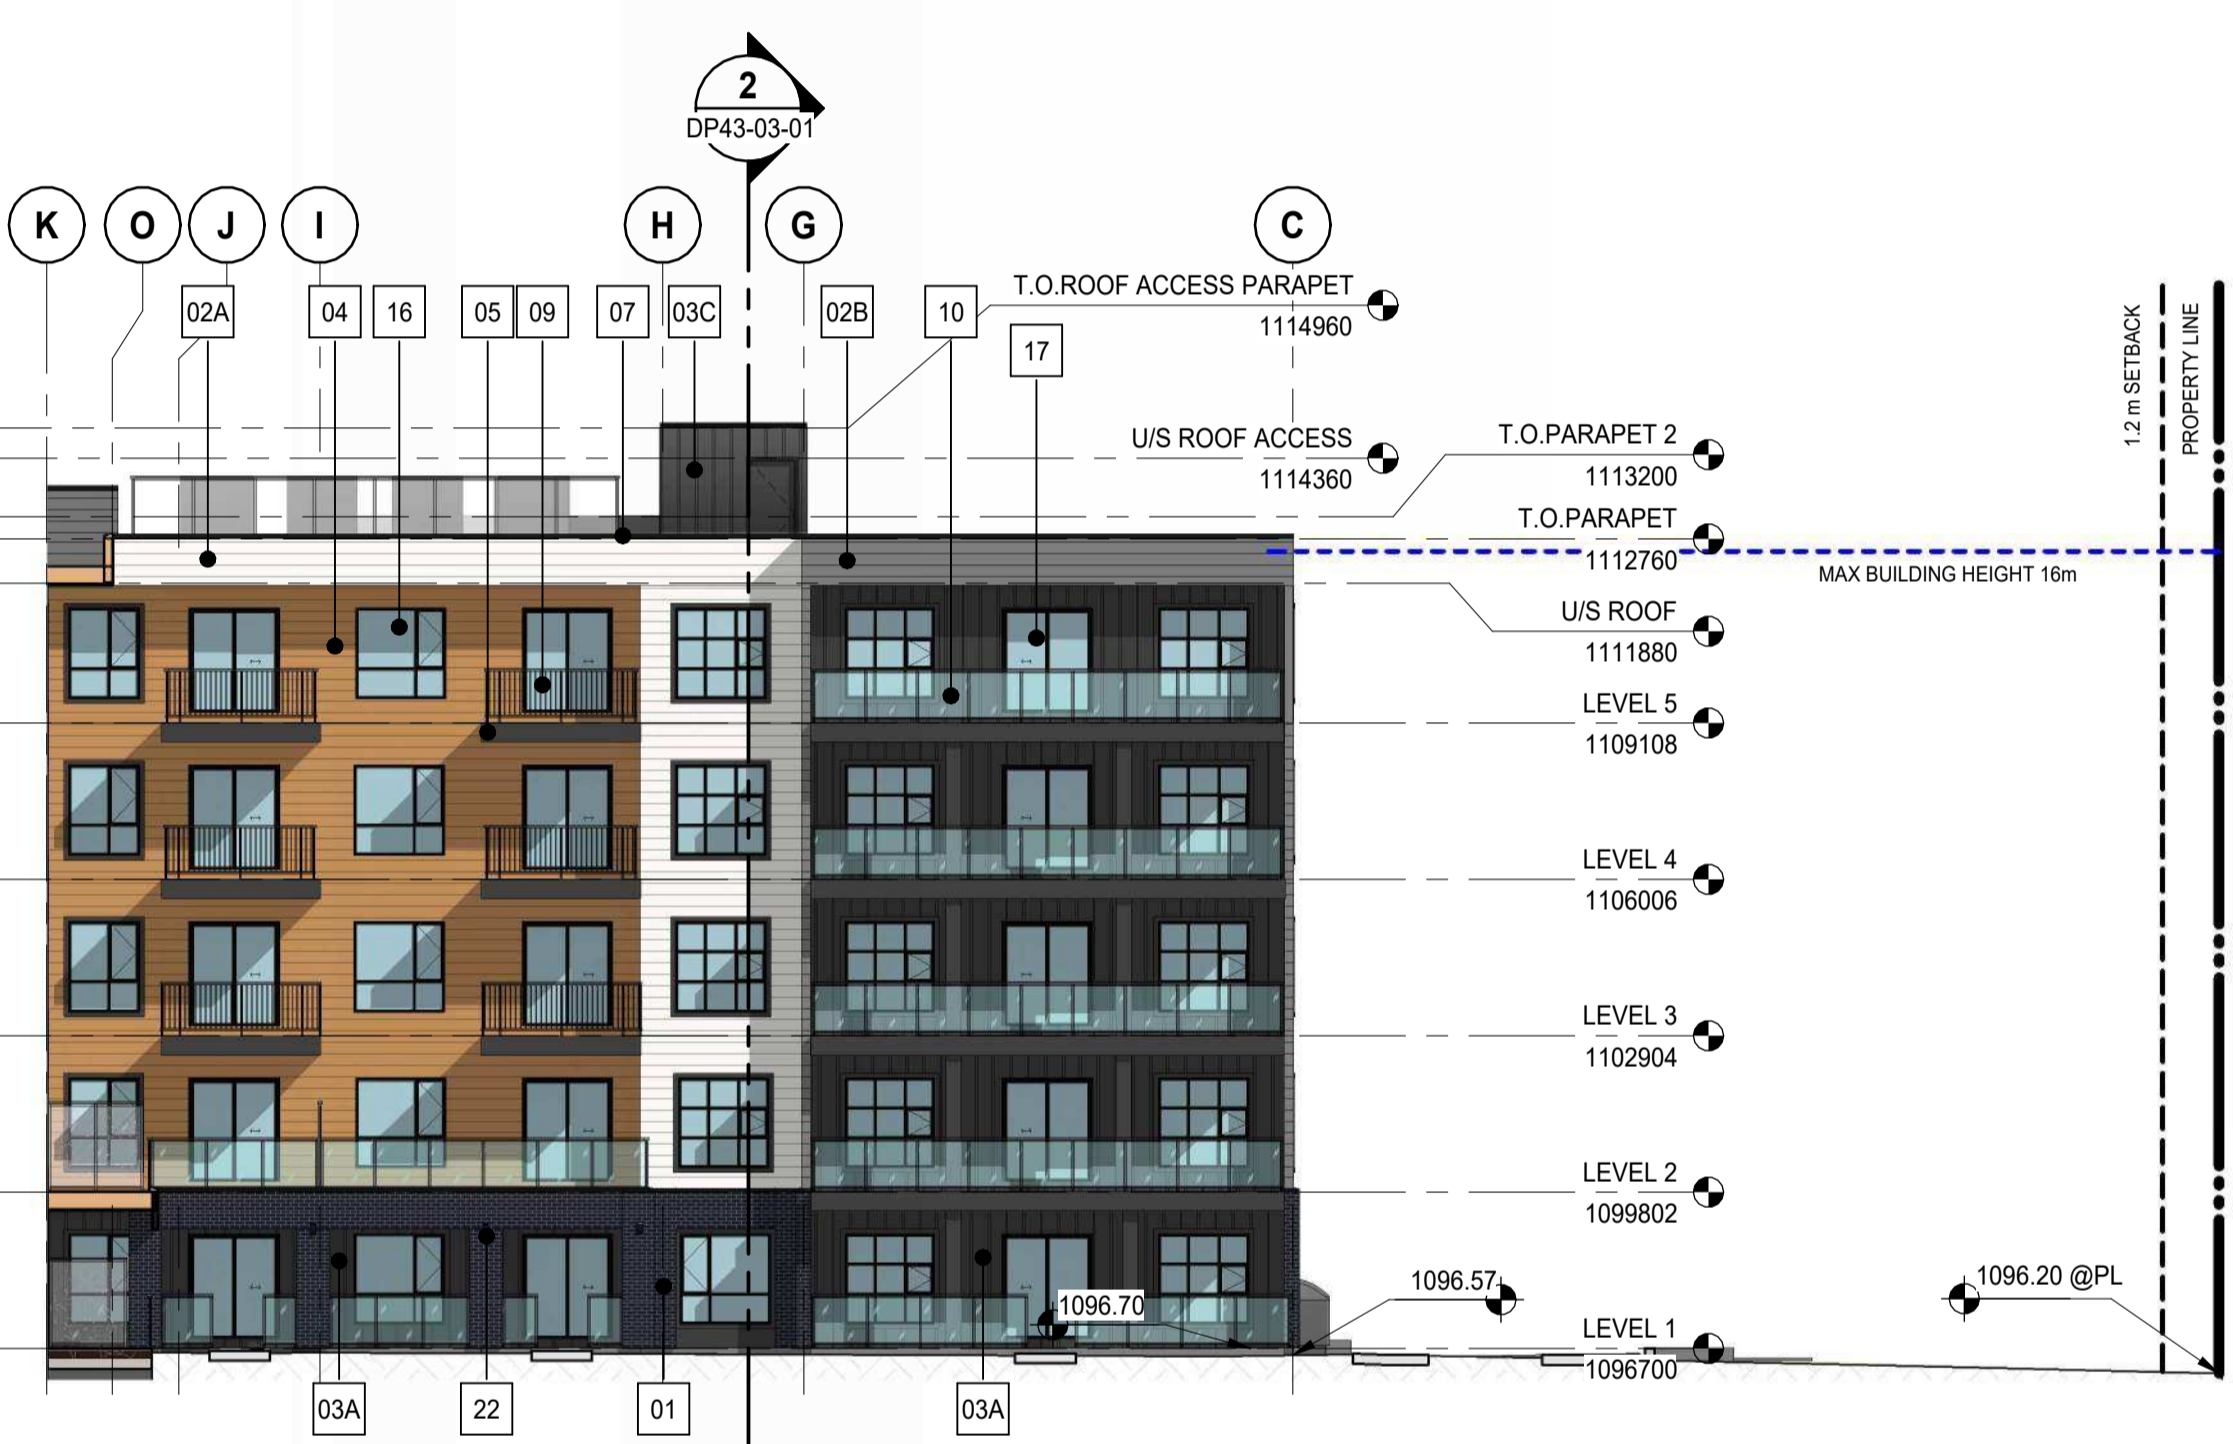 2
DP43-03-01
K
O
J
I
H
G
C
02A
04
16
05
09
07
03C
02B
10
17
T.O.ROOF ACCESS PARAPET
1114960
U/S ROOF ACCESS
1114360
T.O.PARAPET 2
1113200
T.O.PARAPET
1112760
MAX BUILDING HEIGHT 16m
U/S ROOF
1111880
LEVEL 5
1109108
LEVEL 4
1106006
LEVEL 3
1102904
LEVEL 2
1099802
1096.70
1096.57
1096.20 @PL
LEVEL 1
1096700
1.2 m SETBACK
PROPERTY LINE
03A
22
01
03A